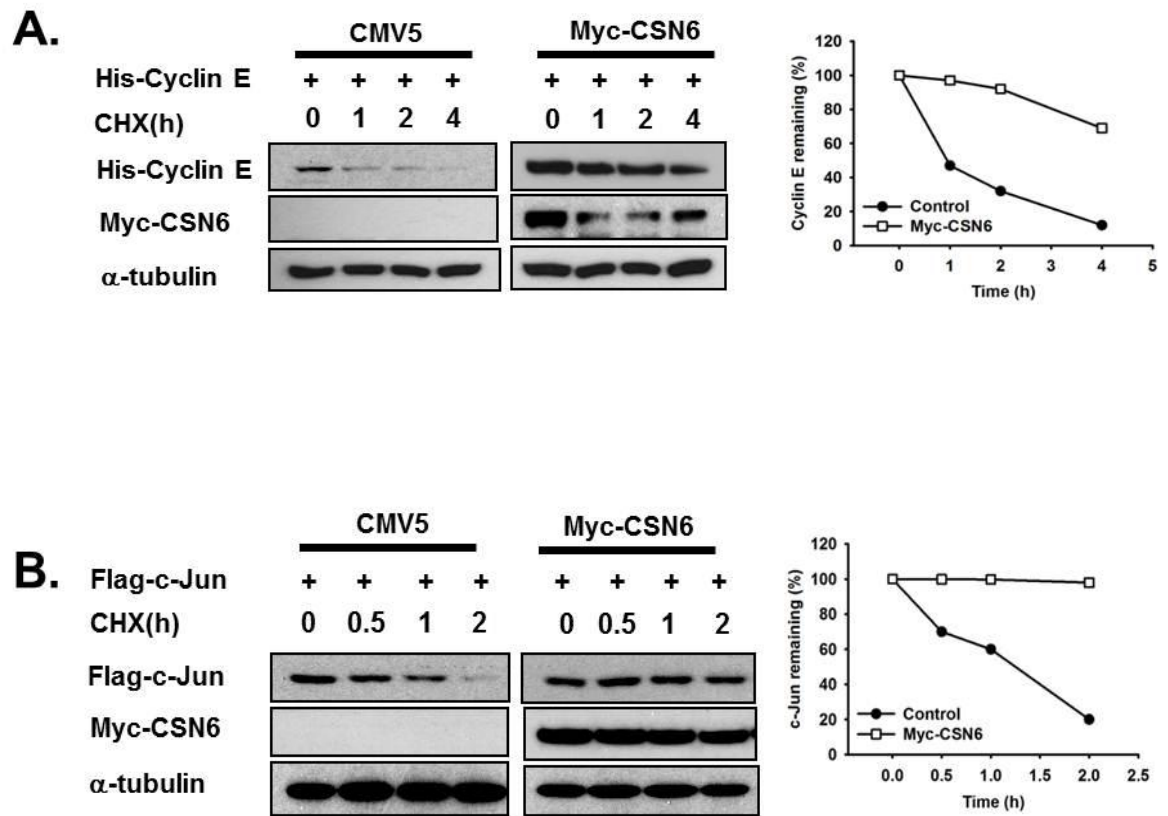 A.
CMV5 Myc-CSN6
His-Cyclin E + + + + + + + +
CHX(h) 0 1 2 4 0 1 2 4
His-Cyclin E
Myc-CSN6
α-tubulin
Cyclin E remaining (%)
120
100
80
60
40
20
0
Control
Myc-CSN6
0 1 2 3 4 5
Time (h)
B.
CMV5 Myc-CSN6
Flag-c-Jun + + + + + + + +
CHX(h) 0 0.5 1 2 0 0.5 1 2
Flag-c-Jun
Myc-CSN6
α-tubulin
c-Jun remaining (%)
120
100
80
60
40
20
0
Control
Myc-CSN6
0.0 0.5 1.0 1.5 2.0 2.5
Time (h)